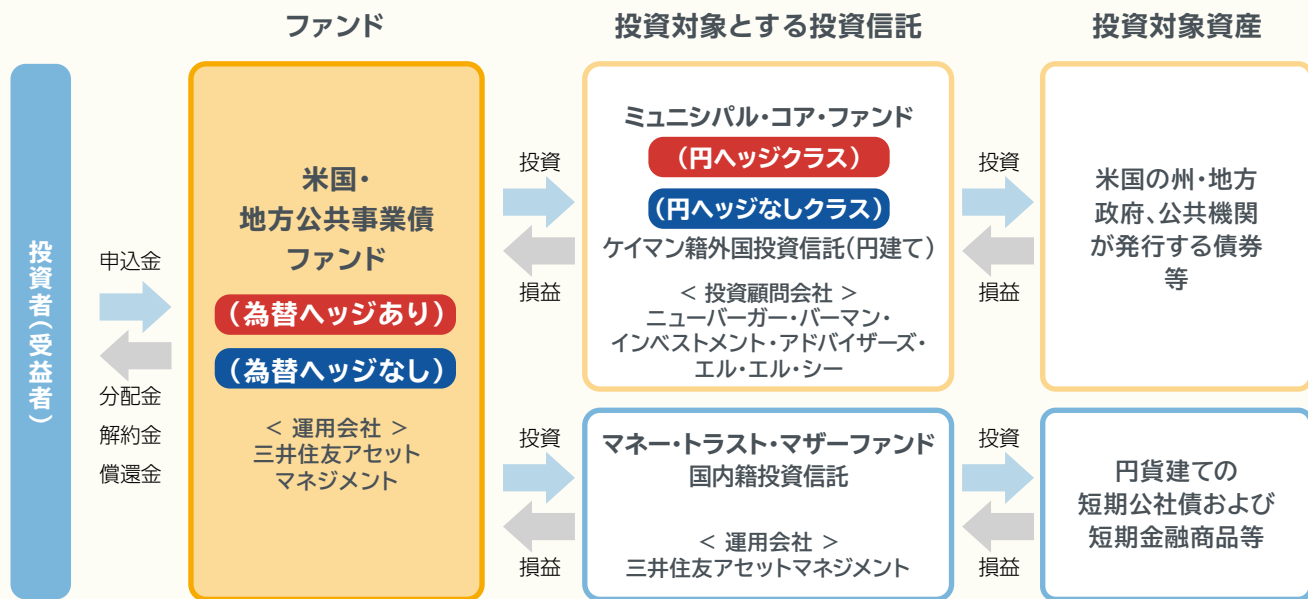 ファンド
投資対象とする投資信託
投資対象資産
投資者(受益者)
申込金
分配金
解約金
償還金
米国・
地方公共事業債
ファンド
(為替ヘッジあり)
(為替ヘッジなし)
< 運用会社 >
三井住友アセット
マネジメント
投資
損益
ミュニシパル・コア・ファンド
(円ヘッジクラス)
(円ヘッジなしクラス)
ケイマン籍外国投資信託(円建て)
< 投資顧問会社 >
ニューバーガー・バーマン・
インベストメント・アドバイザーズ・
エル・エル・シー
投資
損益
米国の州・地方
政府、公共機関
が発行する債券
等
投資
損益
マネー・トラスト・マザーファンド
国内籍投資信託
< 運用会社 >
三井住友アセットマネジメント
投資
損益
円貨建ての
短期公社債および
短期金融商品等